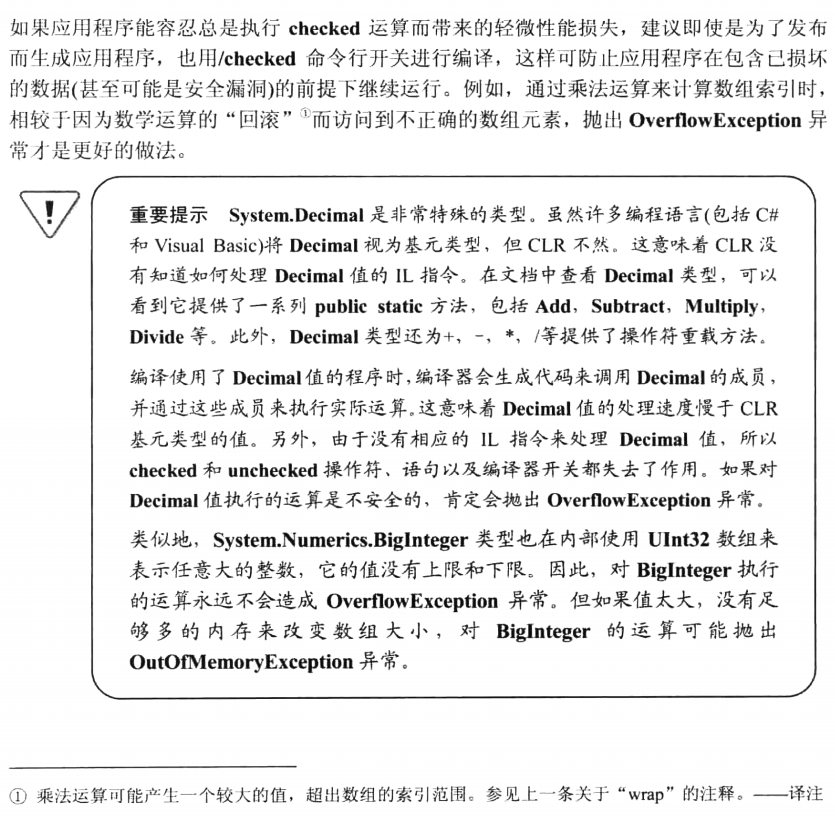 如果应用程序能容忍总是执行 checked 运算而带来的轻微性能损失，建议即使是为了发布
而生成应用程序，也用/checked 命令行开关进行编译，这样可防止应用程序在包含已损坏
的数据(甚至可能是安全漏洞)的前提下继续运行。例如，通过乘法运算来计算数组索引时，
相较于因为数学运算的“回滚”①而访问到不正确的数组元素，抛出 OverflowException 异
常才是更好的做法。
重要提示 System.Decimal 是非常特殊的类型。虽然许多编程语言(包括 C#
和 Visual Basic)将 Decimal 视为基元类型，但 CLR 不然。这意味着 CLR 没
有知道如何处理 Decimal 值的 IL 指令。在文档中查看 Decimal 类型，可以
看到它提供了一系列 public static 方法，包括 Add，Subtract，Multiply，
Divide 等。此外，Decimal 类型还为+，-，*，/等提供了操作符重载方法。
编译使用了 Decimal 值的程序时，编译器会生成代码来调用 Decimal 的成员，
并通过这些成员来执行实际运算。这意味着 Decimal 值的处理速度慢于 CLR
基元类型的值。另外，由于没有相应的 IL 指令来处理 Decimal 值，所以
checked 和 unchecked 操作符、语句以及编译器开关都失去了作用。如果对
Decimal 值执行的运算是不安全的，肯定会抛出 OverflowException 异常。
类似地，System.Numerics.BigInteger 类型也在内部使用 UInt32 数组来
表示任意大的整数，它的值没有上限和下限。因此，对 BigInteger 执行
的运算永远不会造成 OverflowException 异常。但如果值太大，没有足
够多的内存来改变数组大小，对 BigInteger 的运算可能抛出
OutOfMemoryException 异常。
① 乘法运算可能产生一个较大的值，超出数组的索引范围。参见上一条关于“wrap”的注释。——译注